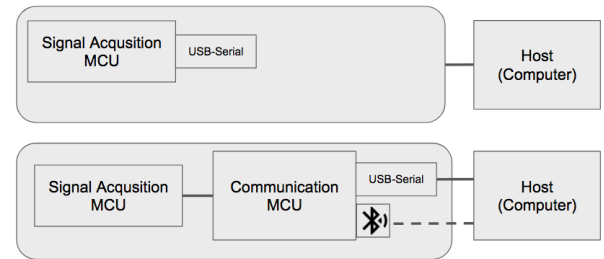 Signal Acqusition
MCU
USB-Serial
Host
(Computer)
Signal Acqusition
MCU
Communication
MCU
USB-Serial
Host
(Computer)